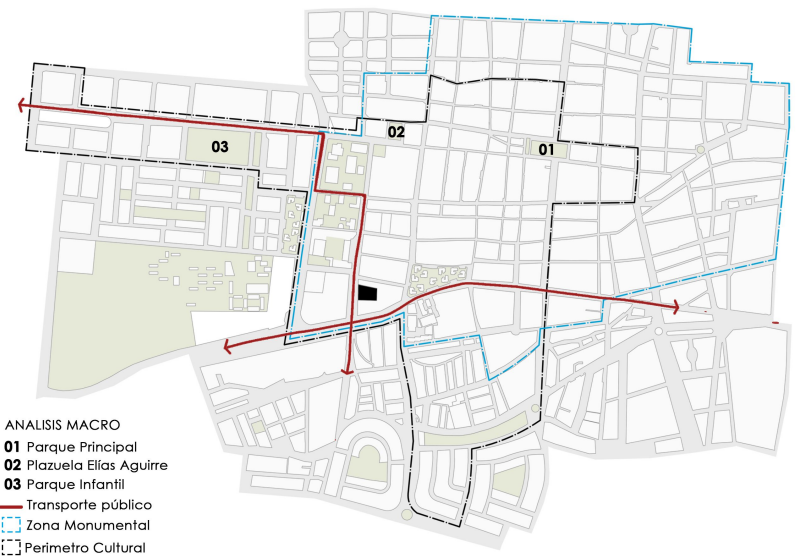 02
01
03
ANALISIS MACRO
01 Parque Principal
02 Plazuela Elías Aguirre
03 Parque Infantil
Transporte público
Zona Monumental
Perimetro Cultural